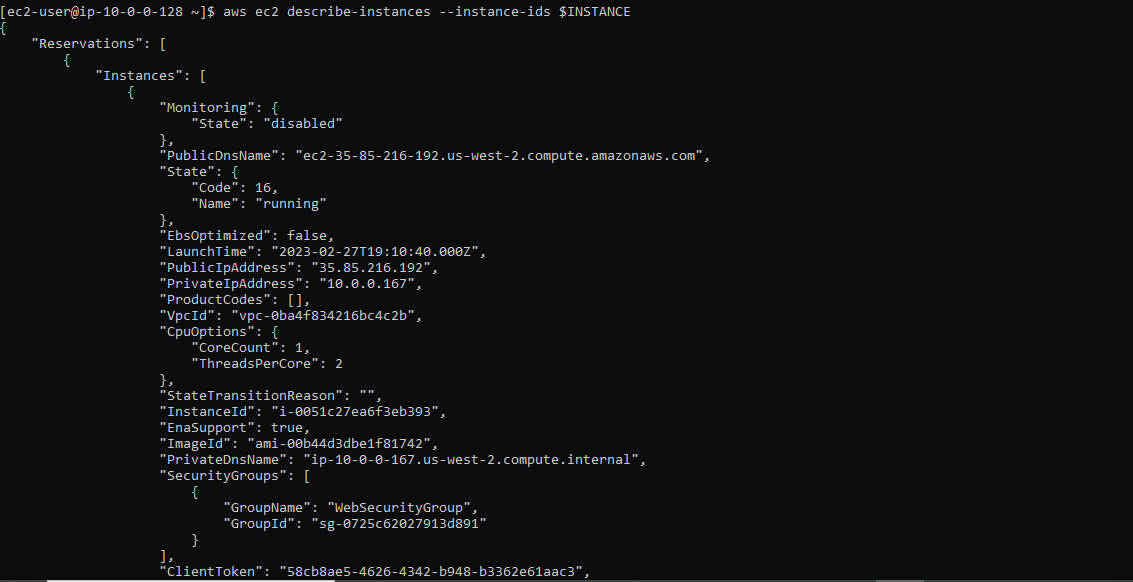 [ec2-user@ip-10-0-0-128 ~]$ aws ec2 describe-instances --instance-ids $INSTANCE
{
    "Reservations": [
        {
            "Instances": [
                {
                    "Monitoring": {
                        "State": "disabled"
                    },
                    "PublicDnsName": "ec2-35-85-216-192.us-west-2.compute.amazonaws.com",
                    "State": {
                        "Code": 16,
                        "Name": "running"
                    },
                    "EbsOptimized": false,
                    "LaunchTime": "2023-02-27T19:10:40.000Z",
                    "PublicIpAddress": "35.85.216.192",
                    "PrivateIpAddress": "10.0.0.167",
                    "ProductCodes": [],
                    "VpcId": "vpc-0ba4f834216bc4c2b",
                    "CpuOptions": {
                        "CoreCount": 1,
                        "ThreadsPerCore": 2
                    },
                    "StateTransitionReason": "",
                    "InstanceId": "i-0051c27ea6f3eb393",
                    "EnaSupport": true,
                    "ImageId": "ami-00b44d3dbe1f81742",
                    "PrivateDnsName": "ip-10-0-0-167.us-west-2.compute.internal",
                    "SecurityGroups": [
                        {
                            "GroupName": "WebSecurityGroup",
                            "GroupId": "sg-0725c62027913d891"
                        }
                    ],
                    "ClientToken": "58cb8ae5-4626-4342-b948-b3362e61aac3",